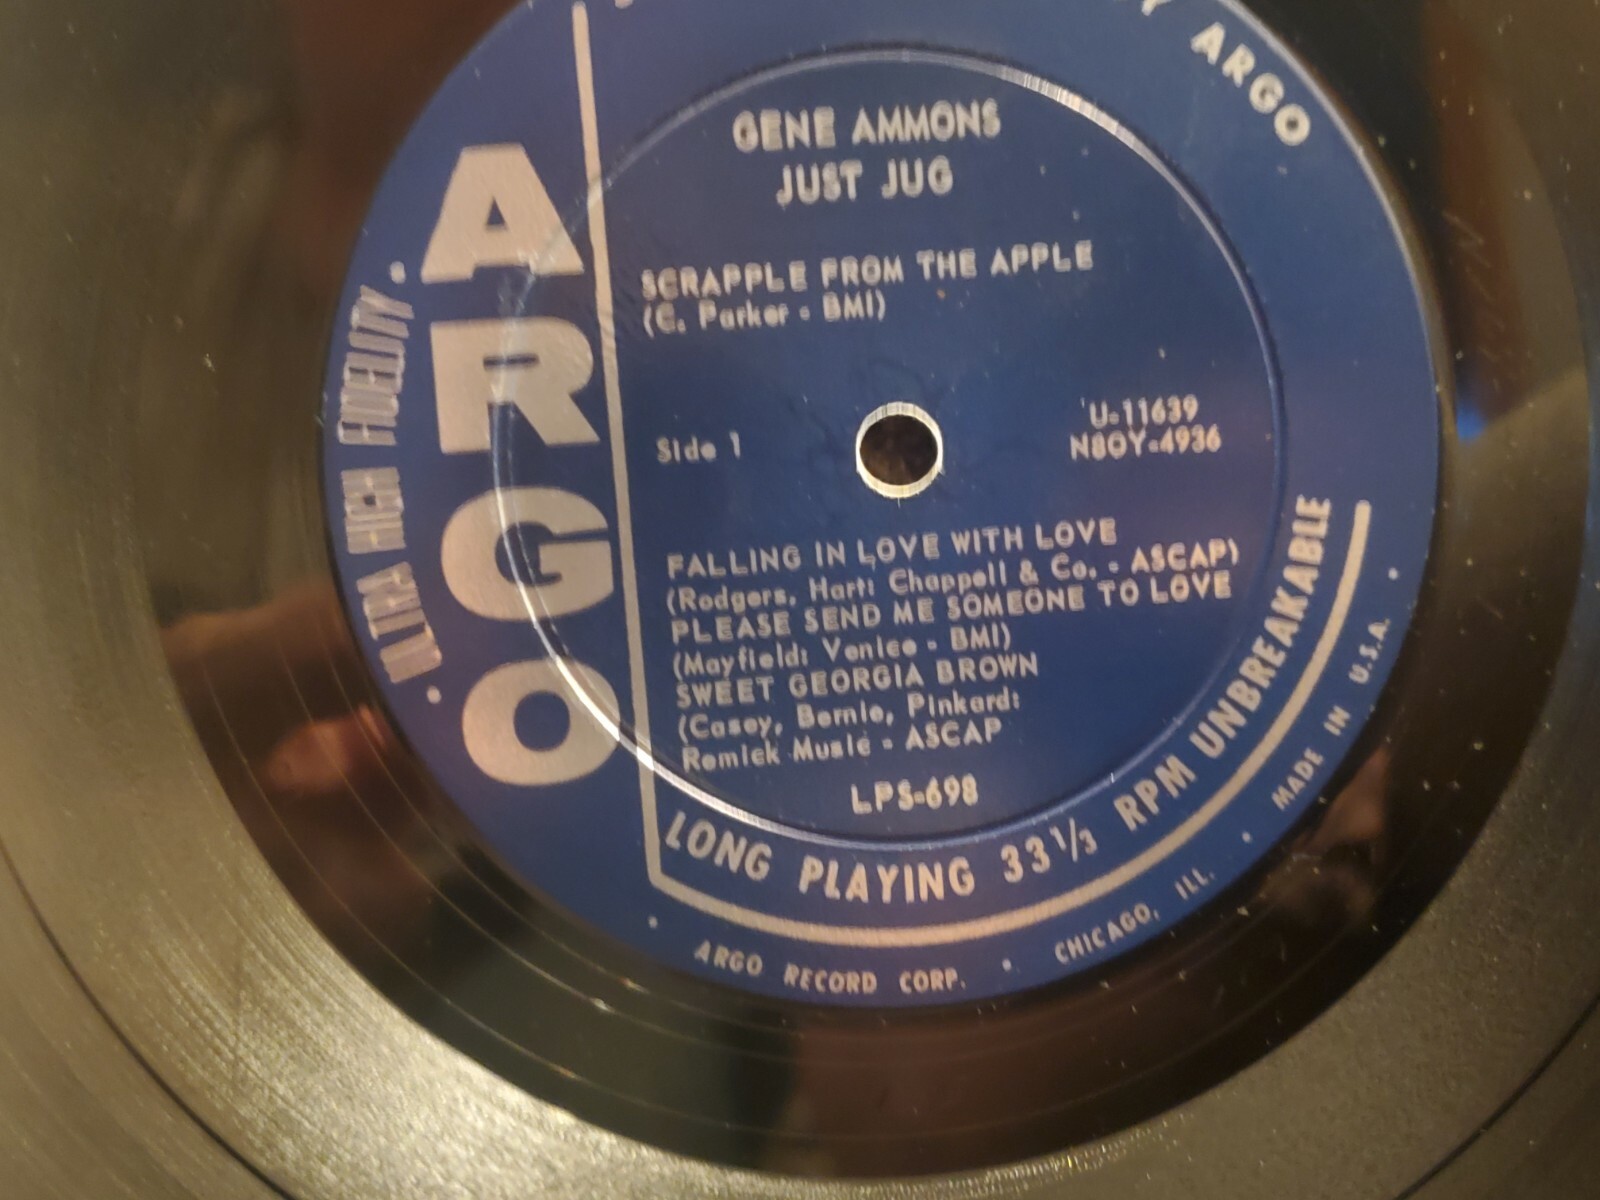 ARGO
ARGO
• ULTRA HIGH FIDELITY •
GENE AMMONS
JUST JUG
SCRAPPLE FROM THE APPLE
(C. Parker - BMI)
Side 1
U-11639
N8OY-4936
FALLING IN LOVE WITH LOVE
(Rodgers, Hart: Chappell & Co. - ASCAP)
PLEASE SEND ME SOMEONE TO LOVE
(Mayfield: Venice - BMI)
SWEET GEORGIA BROWN
(Casey, Bernie, Pinkard:
Remick Music - ASCAP
LPS-698
LONG PLAYING 33 1/3 RPM UNBREAKABLE
• ARGO RECORD CORP. • CHICAGO, ILL. • MADE IN U.S.A. •